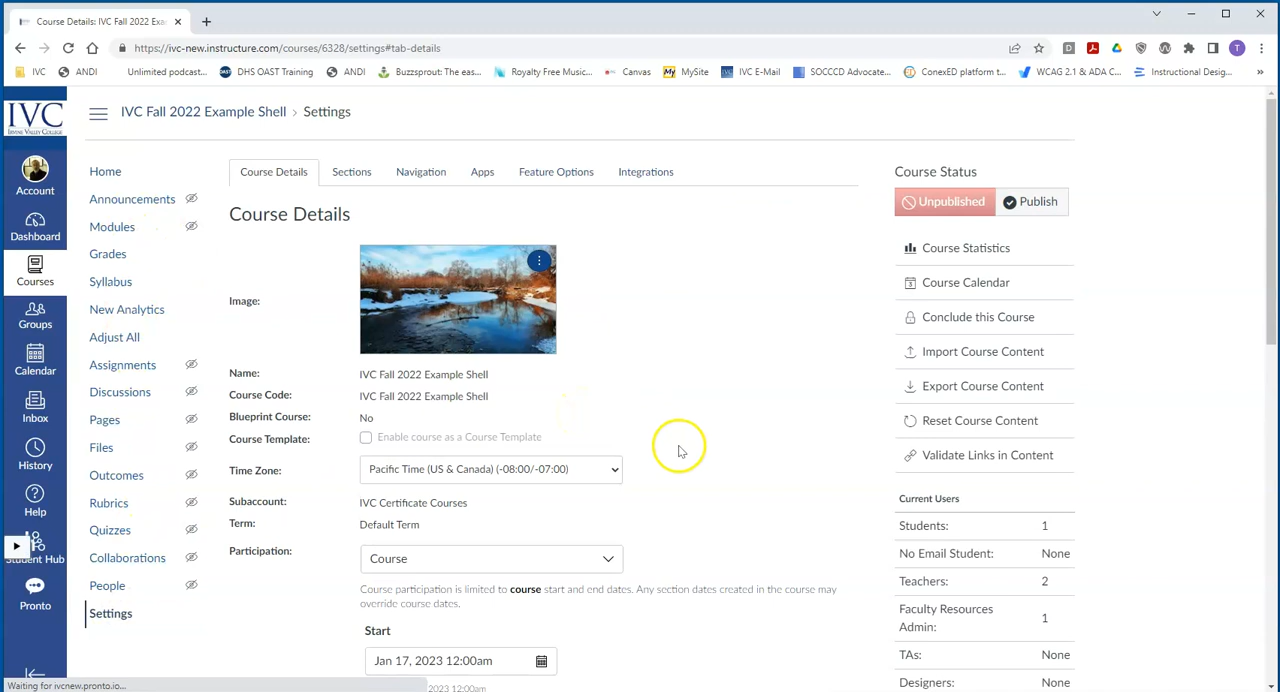 Course Details: IVC Fall 2022 Exa
https://ivc-new.instructure.com/courses/6328/settings#tab-details
T
IVC
ANDI
Unlimited podcast...
DHS OAST Training
ANDI
Buzzsprout: The eas...
Royalty Free Music...
Canvas
MySite
IVC E-Mail
SOCCCD Advocate...
ConexED platform t...
WCAG 2.1 & ADA C...
Instructional Desig...
»
IVC
IRVINE VALLEY COLLEGE
Account
Dashboard
Courses
Groups
Calendar
Inbox
History
Help
Student Hub
Pronto
IVC Fall 2022 Example Shell › Settings
Home
Announcements
Modules
Grades
Syllabus
New Analytics
Adjust All
Assignments
Discussions
Pages
Files
Outcomes
Rubrics
Quizzes
Collaborations
People
Settings
Course Details
Sections
Navigation
Apps
Feature Options
Integrations
Course Details
Image:
Name: IVC Fall 2022 Example Shell
Course Code: IVC Fall 2022 Example Shell
Blueprint Course: No
Course Template: Enable course as a Course Template
Time Zone: Pacific Time (US & Canada) (-08:00/-07:00)
Subaccount: IVC Certificate Courses
Term: Default Term
Participation: Course
Course participation is limited to course start and end dates. Any section dates created in the course may
override course dates.
Start
Jan 17, 2023 12:00am
2023 12:00am
Course Status
Unpublished
Publish
Course Statistics
Course Calendar
Conclude this Course
Import Course Content
Export Course Content
Reset Course Content
Validate Links in Content
Current Users
Students: 1
No Email Student: None
Teachers: 2
Faculty Resources
Admin: 1
TAs: None
Designers: None
Waiting for ivcnew.pronto.io...